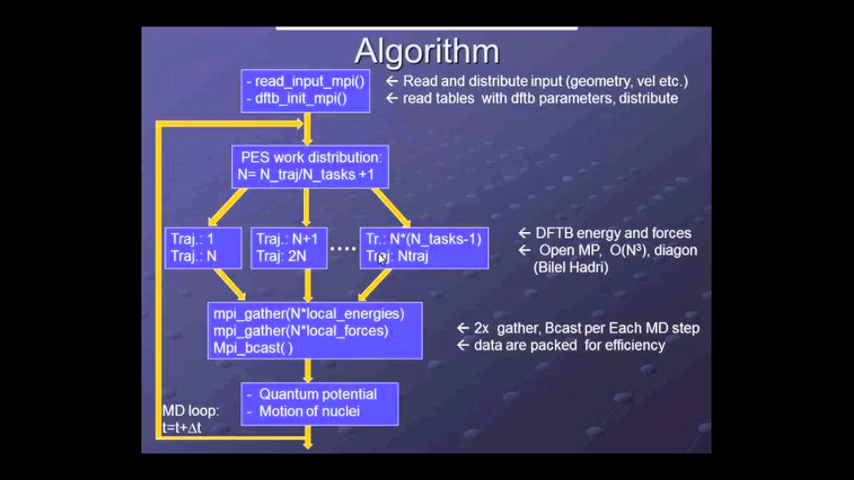 Algorithm
- read_input_mpi()
- dftb_init_mpi()
← Read and distribute input (geometry, vel etc.)
← read tables with dftb parameters, distribute
PES work distribution:
N= N_traj/N_tasks +1
Traj.: 1
Traj.: N
Traj.: N+1
Traj: 2N
....
Tr.: N*(N_tasks-1)
Traj: Ntraj
← DFTB energy and forces
← Open MP, O(N³), diagon
(Bilel Hadri)
mpi_gather(N*local_energies)
mpi_gather(N*local_forces)
Mpi_bcast( )
← 2x gather, Bcast per Each MD step
← data are packed for efficiency
- Quantum potential
- Motion of nuclei
MD loop:
t=t+Δt